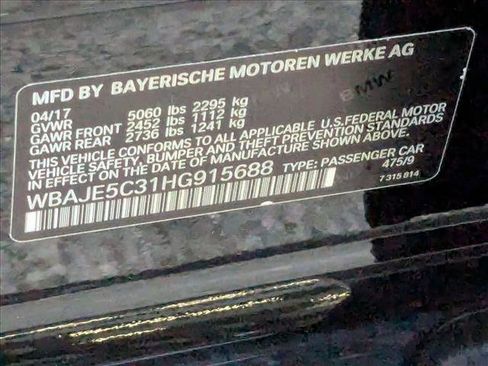 MFD BY BAYERISCHE MOTOREN WERKE AG
04/17
GVWR 5060 lbs 2295 kg
GAWR FRONT 2452 lbs 1112 kg
GAWR REAR 2736 lbs 1241 kg
THIS VEHICLE CONFORMS TO ALL APPLICABLE U.S.FEDERAL MOTOR
VEHICLE SAFETY, BUMPER AND THEFT PREVENTION STANDARDS
IN EFFECT ON THE DATE OF MANUFACTURE SHOWN ABOVE.
WBAJE5C31HG915688 TYPE: PASSENGER CAR
475/9
7 315 814
BMW